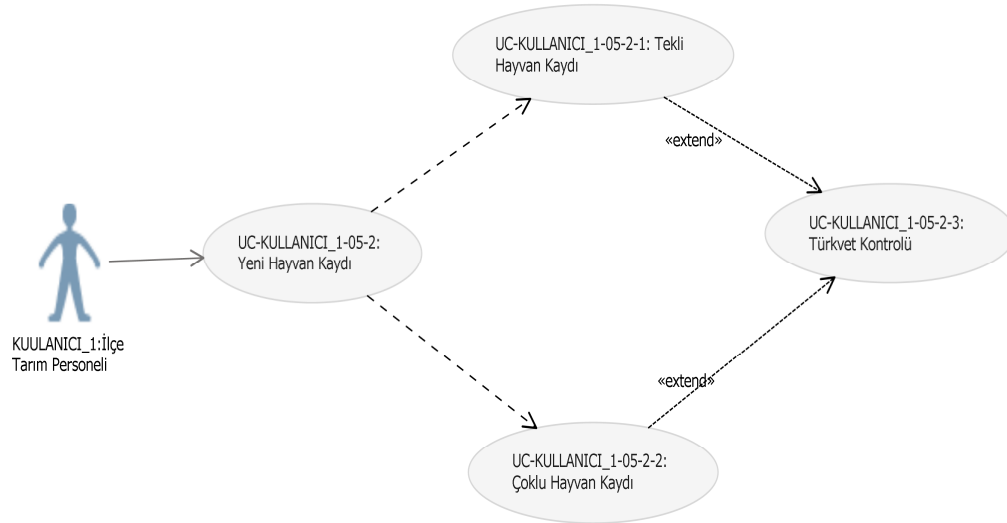 UC-KULLANICI_1-05-2-1: Tekli
Hayvan Kaydı
«extend»
UC-KULLANICI_1-05-2-3:
Türkvet Kontrolü
UC-KULLANICI_1-05-2:
Yeni Hayvan Kaydı
KUULANICI_1:İlçe
Tarım Personeli
«extend»
UC-KULLANICI_1-05-2-2:
Çoklu Hayvan Kaydı